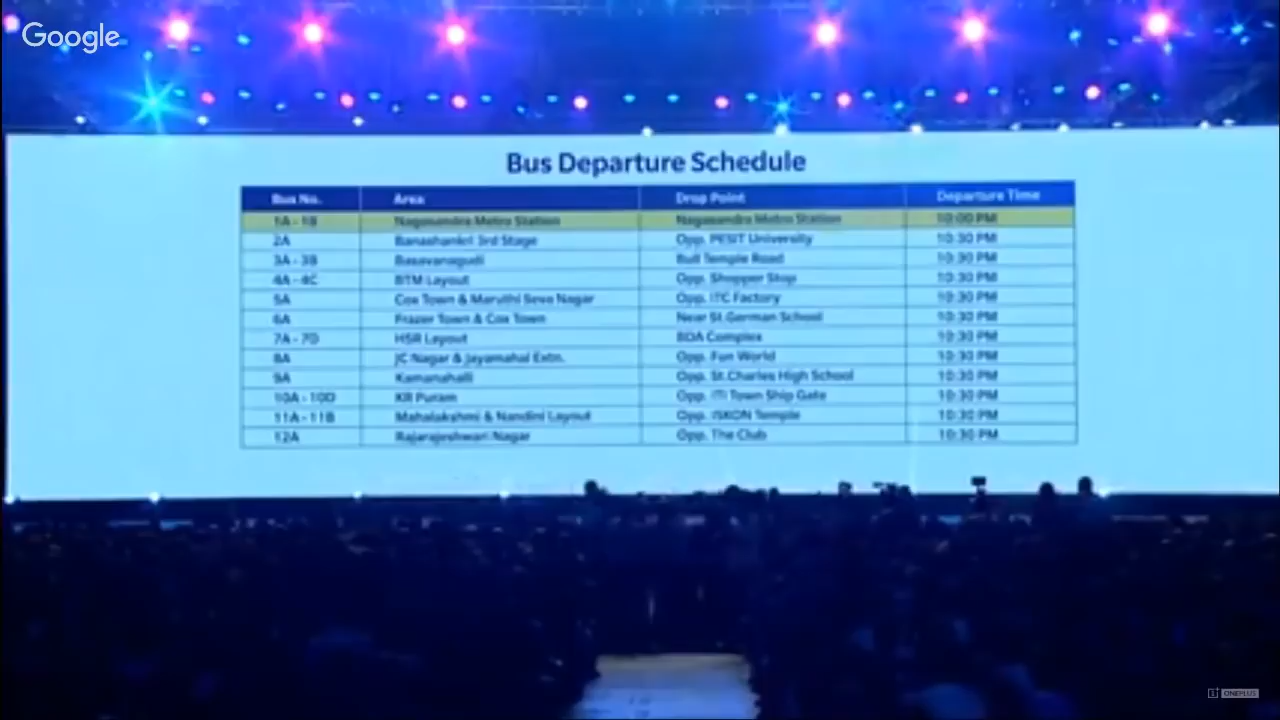 Google
Bus Departure Schedule
Bus No. Area Drop Point Departure Time
1A - 1B Nagasandra Metro Station Nagasandra Metro Station 10:00 PM
2A Banashankri 3rd Stage Opp. PESIT University 10:30 PM
3A - 3B Basavanagudi Bull Temple Road 10:30 PM
4A - 4C BTM Layout Opp. Shopper Stop 10:30 PM
5A Cox Town & Maruthi Seva Nagar Opp. ITC Factory 10:30 PM
6A Frazer Town & Cox Town Near St.German School 10:30 PM
7A - 7D HSR Layout BDA Complex 10:30 PM
8A JC Nagar & Jayamahal Extn. Opp. Fun World 10:30 PM
9A Kamanahalli Opp. St.Charles High School 10:30 PM
10A - 10D KR Puram Opp. ITI Town Ship Gate 10:30 PM
11A - 11B Mahalakshmi & Nandini Layout Opp. ISKON Temple 10:30 PM
12A Rajarajeshwari Nagar Opp. The Club 10:30 PM
ONEPLUS